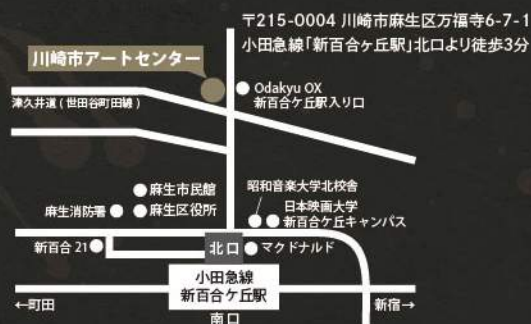 〒215-0004 川崎市麻生区万福寺6-7-1
小田急線「新百合ヶ丘駅」北口より徒歩3分
川崎市アートセンター
Odakyu OX
新百合ケ丘駅入り口
津久井道(世田谷町田線)
麻生市民館
麻生消防署
麻生区役所
昭和音楽大学北校舎
日本映画大学
新百合ケ丘キャンパス
新百合21
北口
マクドナルド
小田急線
新百合ケ丘駅
←町田
新宿→
南口